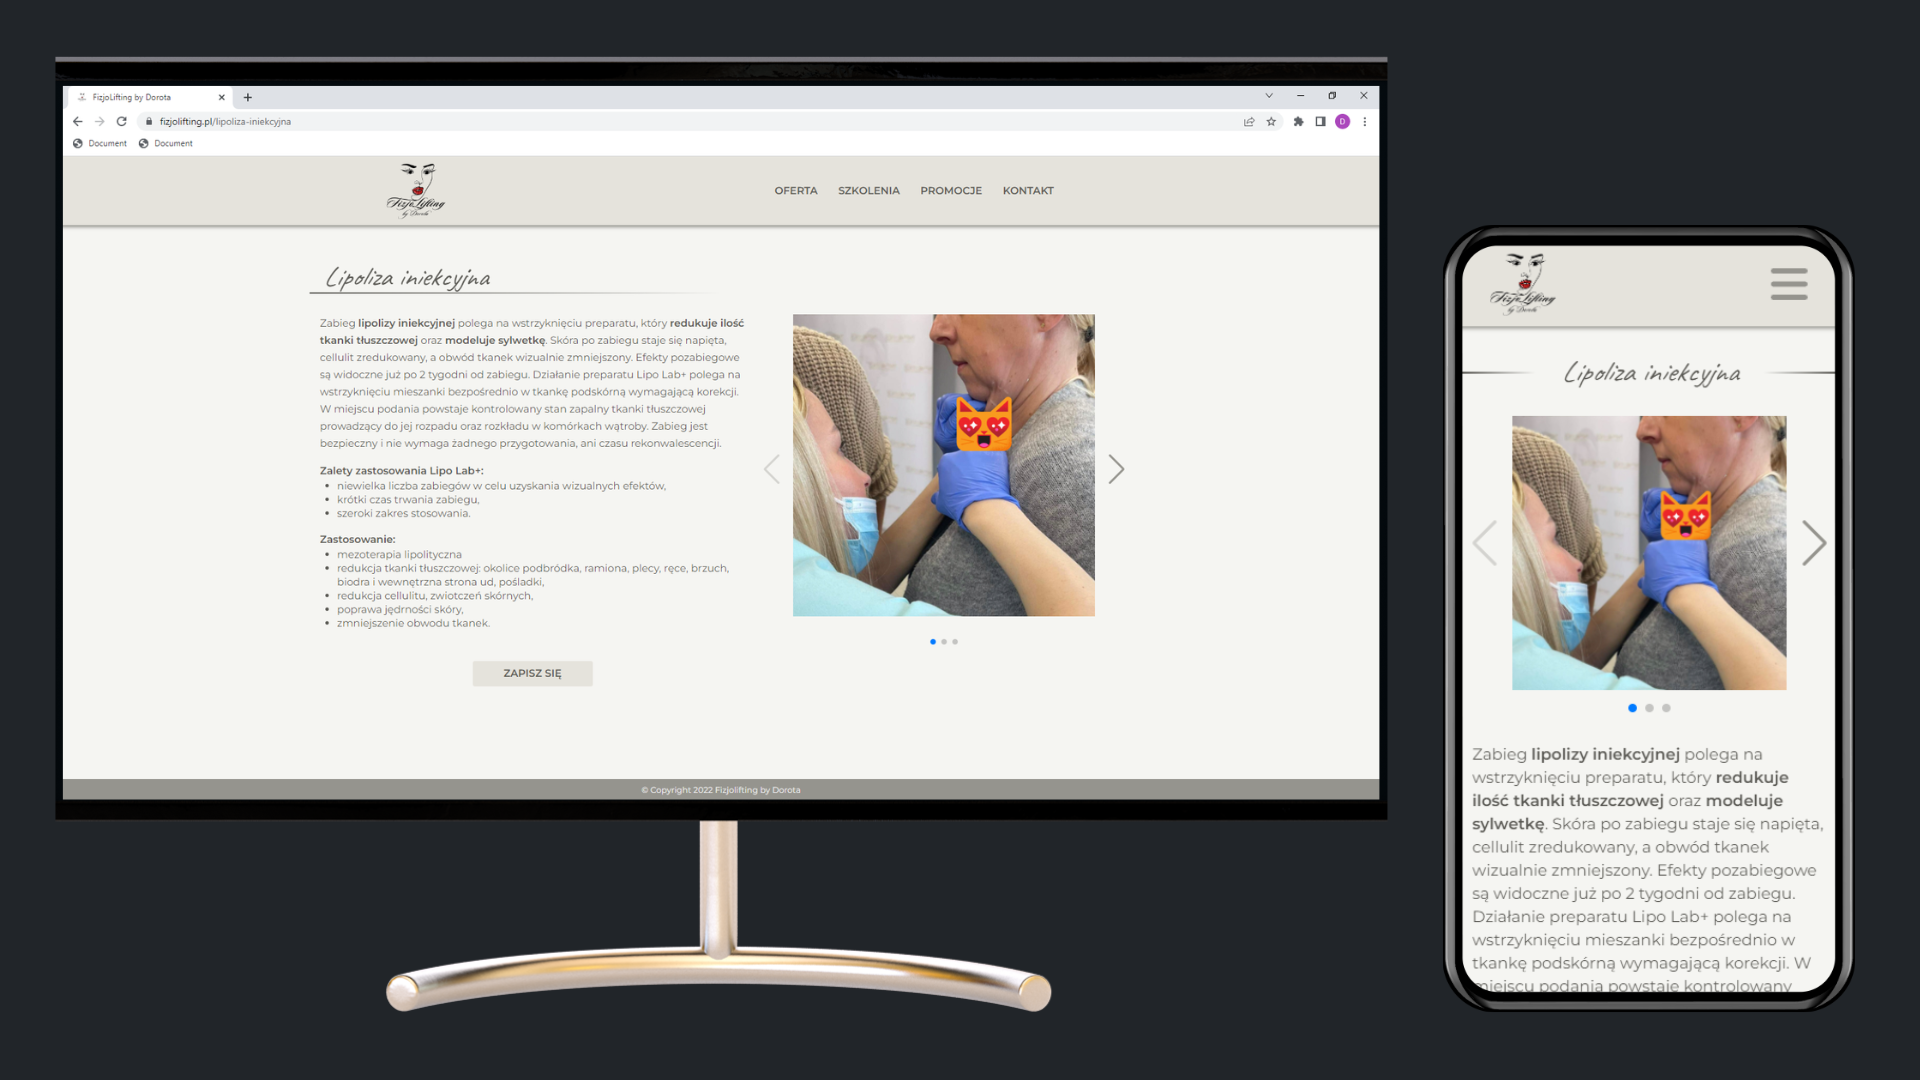 FizjoLifting by Dorota
fizjolifting.pl/lipoliza-iniekcyjna
D
Document
Document
FizjoLifting
by Dorota
OFERTA
SZKOLENIA
PROMOCJE
KONTAKT
Lipoliza iniekcyjna
Zabieg lipolizy iniekcyjnej polega na wstrzyknięciu preparatu, który redukuje ilość
tkanki tłuszczowej oraz modeluje sylwetkę. Skóra po zabiegu staje się napięta,
cellulit zredukowany, a obwód tkanek wizualnie zmniejszony. Efekty pozabiegowe
są widoczne już po 2 tygodni od zabiegu. Działanie preparatu Lipo Lab+ polega na
wstrzyknięciu mieszanki bezpośrednio w tkankę podskórną wymagającą korekcji.
W miejscu podania powstaje kontrolowany stan zapalny tkanki tłuszczowej
prowadzący do jej rozpadu oraz rozkładu w komórkach wątroby. Zabieg jest
bezpieczny i nie wymaga żadnego przygotowania, ani czasu rekonwalescencji.
Zalety zastosowania Lipo Lab+:
• niewielka liczba zabiegów w celu uzyskania wizualnych efektów,
• krótki czas trwania zabiegu,
• szeroki zakres stosowania.
Zastosowanie:
• mezoterapia lipolityczna
• redukcja tkanki tłuszczowej: okolice podbródka, ramiona, plecy, ręce, brzuch,
biodra i wewnętrzna strona ud, pośladki,
• redukcja cellulitu, zwiotczeń skórnych,
• poprawa jędrności skóry,
• zmniejszenie obwodu tkanek.
ZAPISZ SIĘ
© Copyright 2022 Fizjolifting by Dorota
FizjoLifting
by Dorota
Lipoliza iniekcyjna
Zabieg lipolizy iniekcyjnej polega na
wstrzyknięciu preparatu, który redukuje
ilość tkanki tłuszczowej oraz modeluje
sylwetkę. Skóra po zabiegu staje się napięta,
cellulit zredukowany, a obwód tkanek
wizualnie zmniejszony. Efekty pozabiegowe
są widoczne już po 2 tygodni od zabiegu.
Działanie preparatu Lipo Lab+ polega na
wstrzyknięciu mieszanki bezpośrednio w
tkankę podskórną wymagającą korekcji. W
miejscu podania powstaje kontrolowany